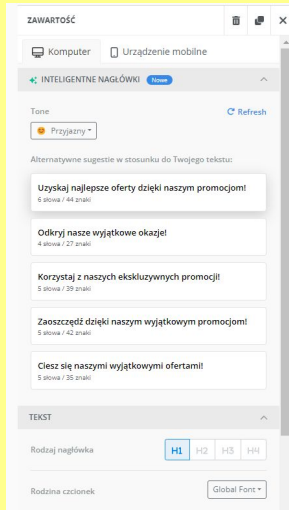 ZAWARTOŚĆ
Komputer
Urządzenie mobilne
INTELIGENTNE NAGŁÓWKI Nowe
Tone
Refresh
Przyjazny
Alternatywne sugestie w stosunku do Twojego tekstu:
Uzyskaj najlepsze oferty dzięki naszym promocjom!
6 słowa / 44 znaki
Odkryj nasze wyjątkowe okazje!
4 słowa / 27 znaki
Korzystaj z naszych ekskluzywnych promocji!
5 słowa / 39 znaki
Zaoszczędź dzięki naszym wyjątkowym promocjom!
5 słowa / 42 znaki
Ciesz się naszymi wyjątkowymi ofertami!
5 słowa / 35 znaki
TEKST
Rodzaj nagłówka
H1 H2 H3 H4
Rodzina czcionek
Global Font